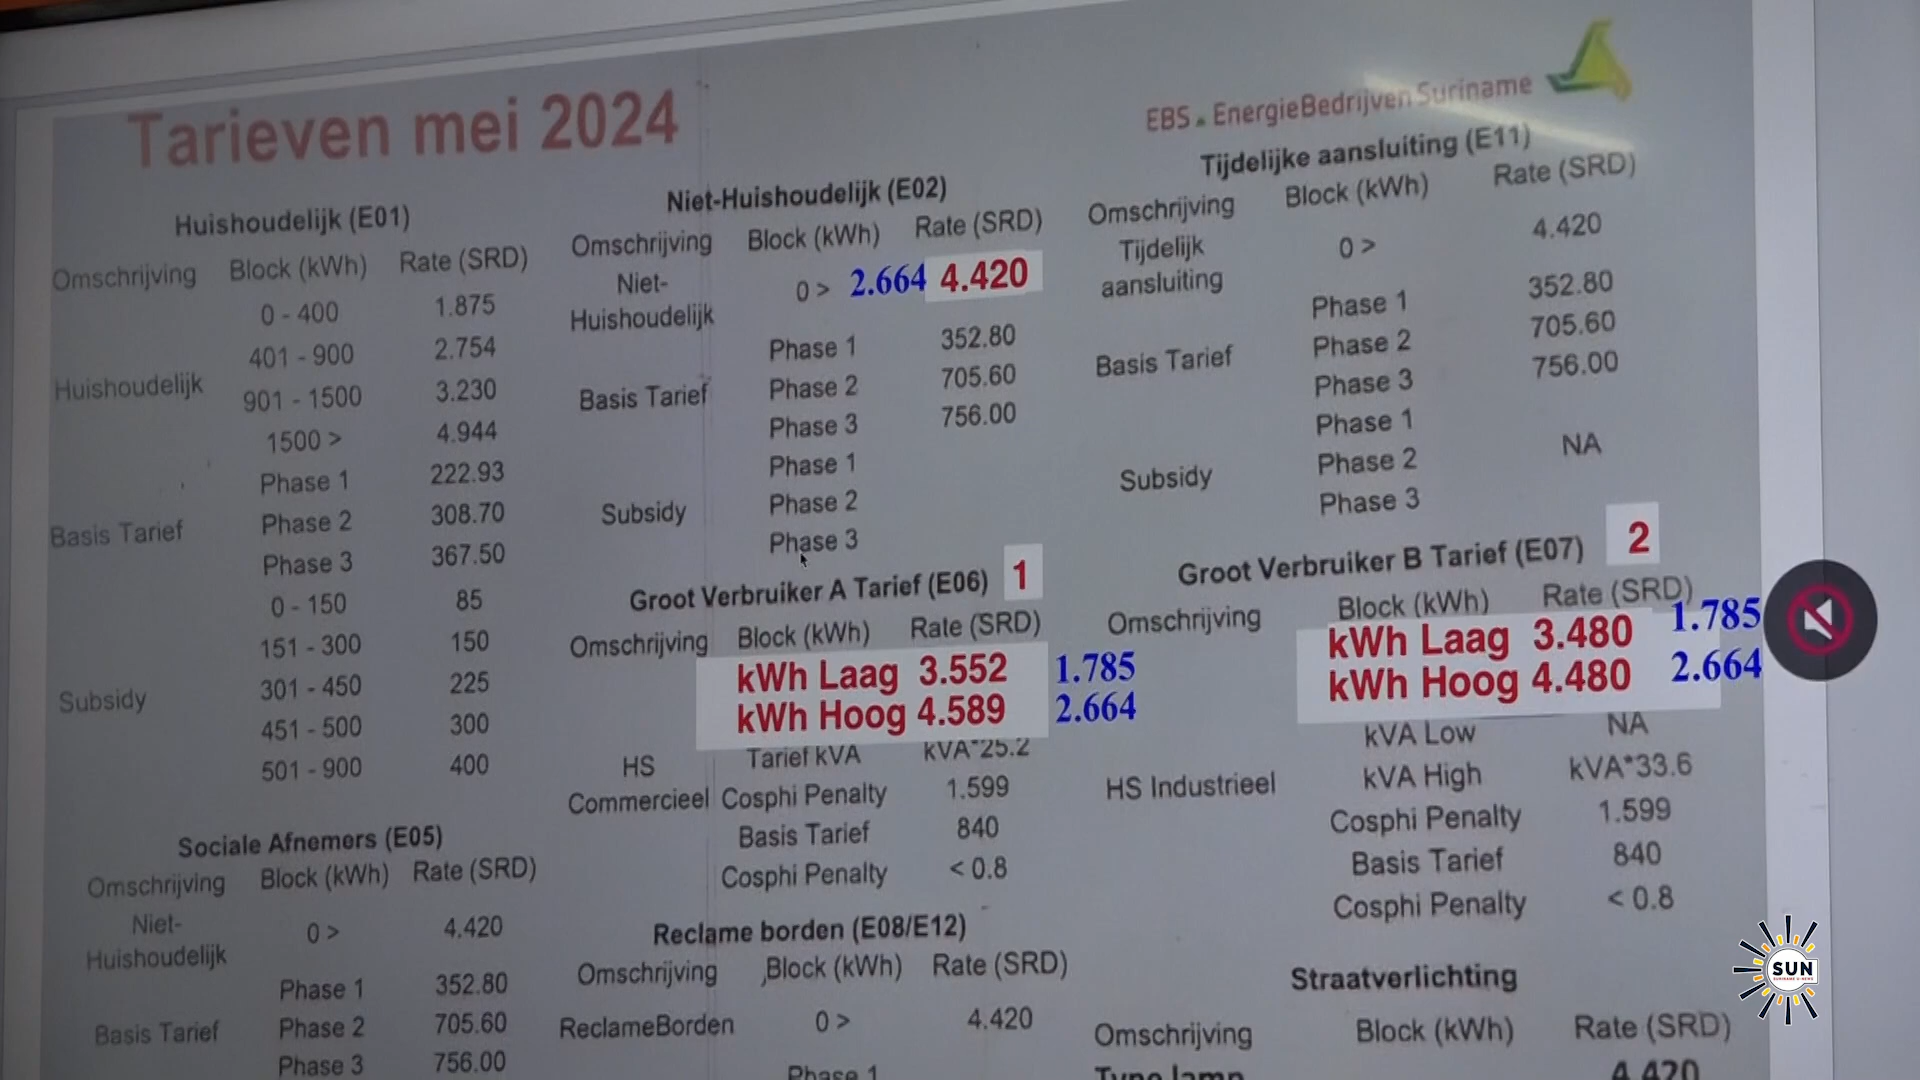 Tarieven mei 2024
EBS. EnergieBedrijven Suriname
Huishoudelijk (E01)
Omschrijving Block (kWh) Rate (SRD)
0 - 400 1.875
401 - 900 2.754
Huishoudelijk 901 - 1500 3.230
1500 > 4.944
Phase 1 222.93
Basis Tarief Phase 2 308.70
Phase 3 367.50
0 - 150 85
151 - 300 150
Subsidy 301 - 450 225
451 - 500 300
501 - 900 400
Sociale Afnemers (E05)
Omschrijving Block (kWh) Rate (SRD)
Niet-
Huishoudelijk 0 > 4.420
Phase 1 352.80
Basis Tarief Phase 2 705.60
Phase 3 756.00
Niet-Huishoudelijk (E02)
Omschrijving Block (kWh) Rate (SRD)
Niet-
Huishoudelijk 0 > 2.664 4.420
Phase 1 352.80
Basis Tarief Phase 2 705.60
Phase 3 756.00
Phase 1
Subsidy Phase 2
Phase 3
Groot Verbruiker A Tarief (E06) 1
Omschrijving Block (kWh) Rate (SRD)
kWh Laag 3.552 1.785
kWh Hoog 4.589 2.664
HS Tarief kVA kVA*25.2
Commercieel Cosphi Penalty 1.599
Basis Tarief 840
Cosphi Penalty < 0.8
Reclame borden (E08/E12)
Omschrijving Block (kWh) Rate (SRD)
ReclameBorden 0 > 4.420
Phase 1
Tijdelijke aansluiting (E11)
Omschrijving Block (kWh) Rate (SRD)
Tijdelijk
aansluiting 0 > 4.420
Phase 1 352.80
Basis Tarief Phase 2 705.60
Phase 3 756.00
Phase 1
Subsidy Phase 2 NA
Phase 3
Groot Verbruiker B Tarief (E07) 2
Omschrijving Block (kWh) Rate (SRD)
kWh Laag 3.480 1.785
kWh Hoog 4.480 2.664
kVA Low NA
HS Industrieel kVA High kVA*33.6
Cosphi Penalty 1.599
Basis Tarief 840
Cosphi Penalty < 0.8
Straatverlichting
Omschrijving Block (kWh) Rate (SRD)
Type lamp 4.420
SUN